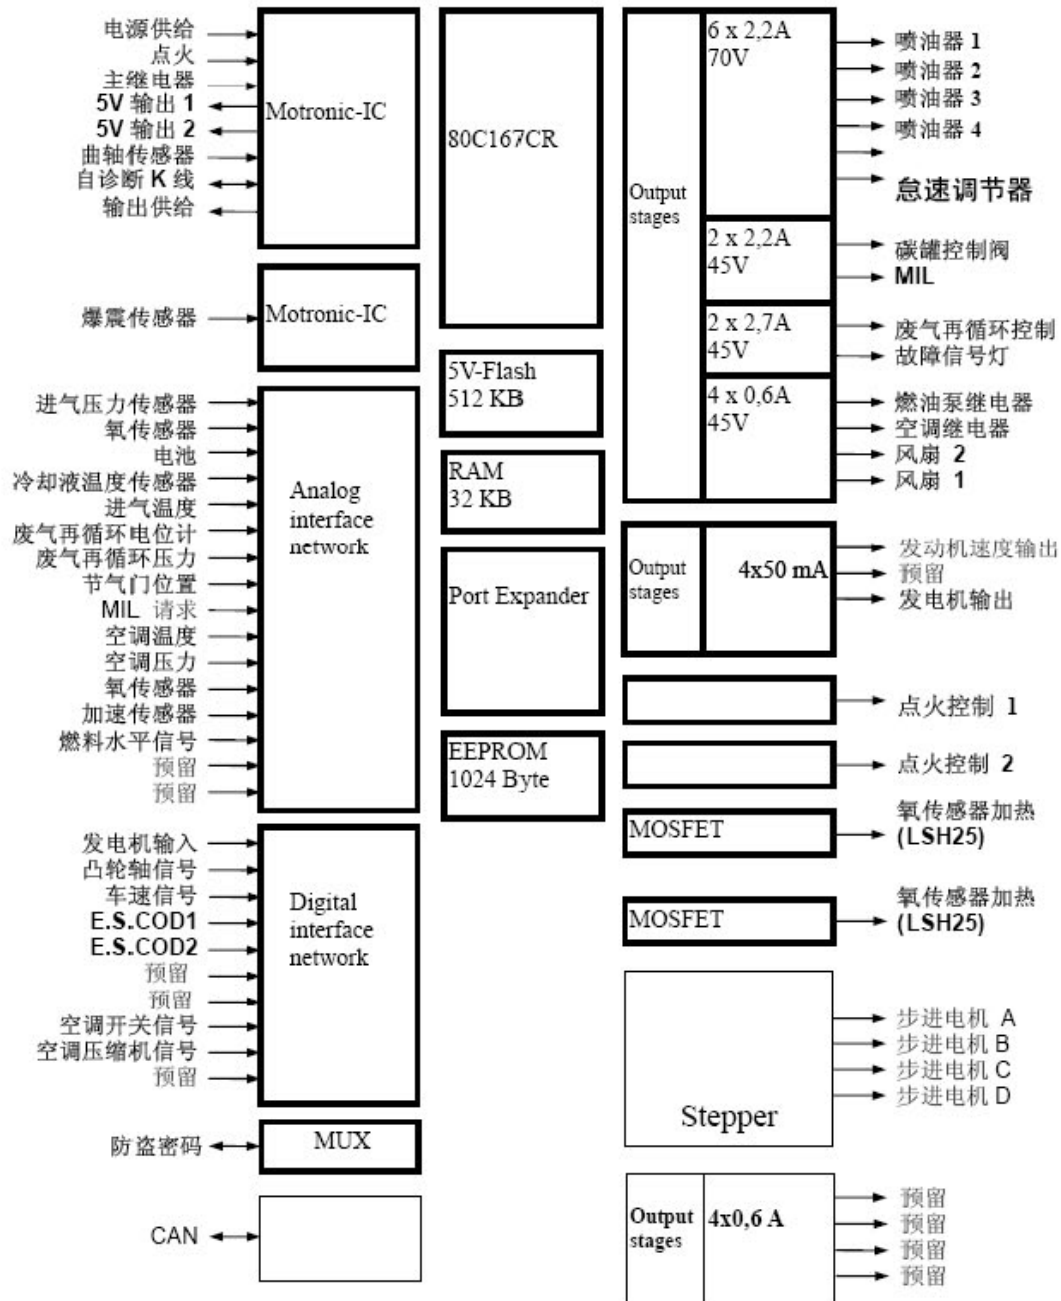 电源供给
点火
主继电器
5V 输出 1
5V 输出 2
曲轴传感器
自诊断 K 线
输出供给
Motronic-IC
爆震传感器
Motronic-IC
进气压力传感器
氧传感器
电池
冷却液温度传感器
进气温度
废气再循环电位计
废气再循环压力
节气门位置
MIL 请求
空调温度
空调压力
氧传感器
加速传感器
燃料水平信号
预留
预留
Analog
interface
network
发电机输入
凸轮轴信号
车速信号
E.S.COD1
E.S.COD2
预留
预留
空调开关信号
空调压缩机信号
预留
Digital
interface
network
防盗密码
MUX
CAN
80C167CR
5V-Flash
512 KB
RAM
32 KB
Port Expander
EEPROM
1024 Byte
Output
stages
6 x 2,2A
70V
喷油器 1
喷油器 2
喷油器 3
喷油器 4
怠速调节器
2 x 2,2A
45V
碳罐控制阀
MIL
2 x 2,7A
45V
废气再循环控制
故障信号灯
4 x 0,6A
45V
燃油泵继电器
空调继电器
风扇 2
风扇 1
Output
stages
4x50 mA
发动机速度输出
预留
发电机输出
点火控制 1
点火控制 2
MOSFET
氧传感器加热
(LSH25)
MOSFET
氧传感器加热
(LSH25)
Stepper
步进电机 A
步进电机 B
步进电机 C
步进电机 D
Output
stages
4x0,6 A
预留
预留
预留
预留